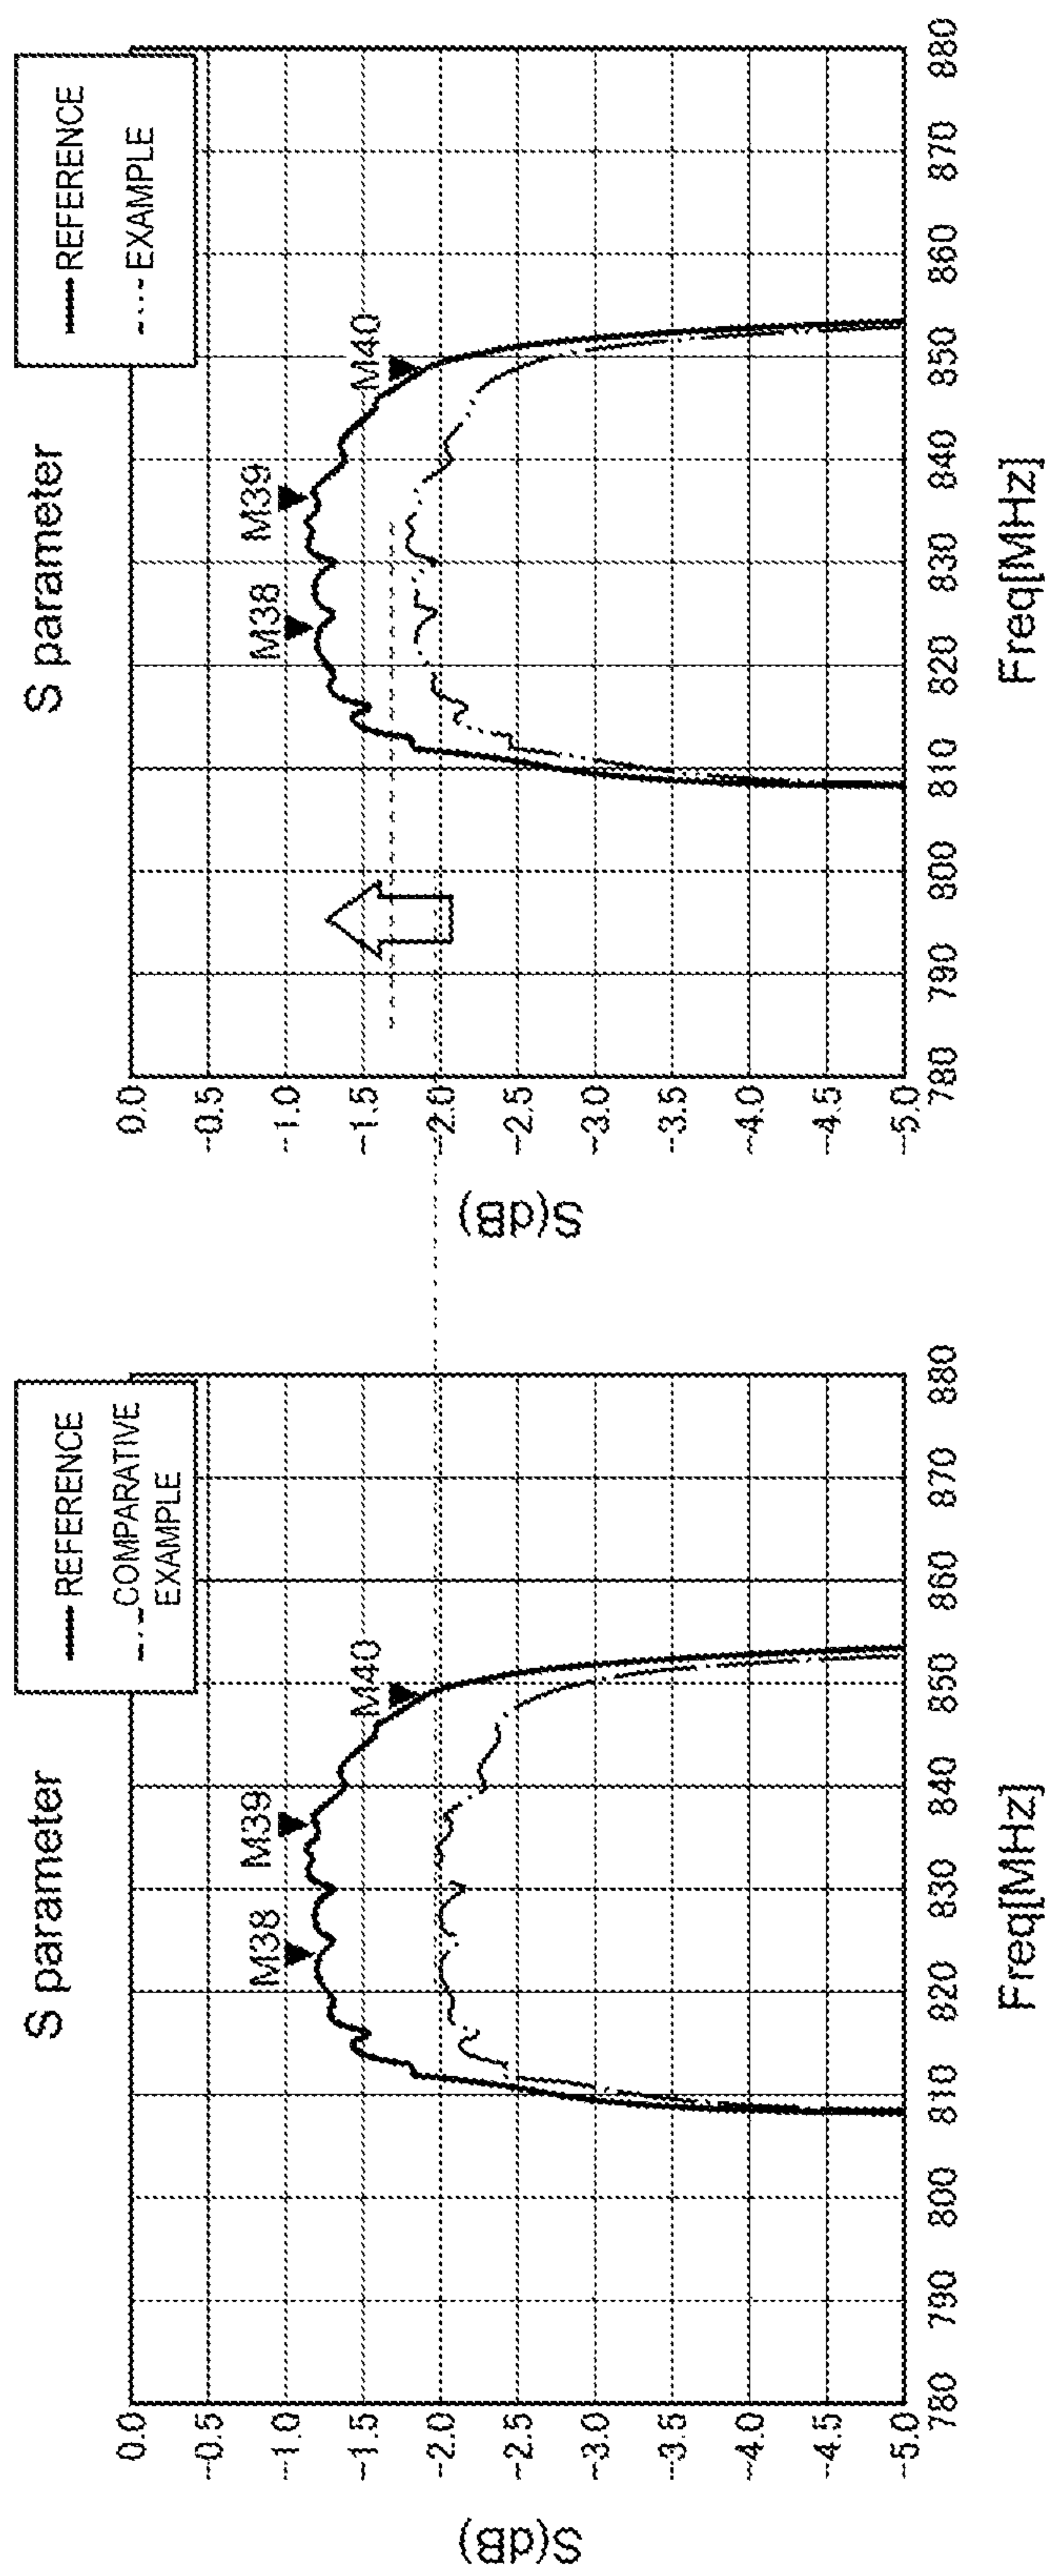 S parameter
REFERENCE
COMPARATIVE
EXAMPLE
M38
M39
M40
S(dB)
0.0
-0.5
-1.0
-1.5
-2.0
-2.5
-3.0
-3.5
-4.0
-4.5
-5.0
780 790 800 810 820 830 840 850 860 870 880
Freq[MHz]
S parameter
REFERENCE
EXAMPLE
M38
M39
M40
S(dB)
0.0
-0.5
-1.0
-1.5
-2.0
-2.5
-3.0
-3.5
-4.0
-4.5
-5.0
780 790 800 810 820 830 840 850 860 870 880
Freq[MHz]